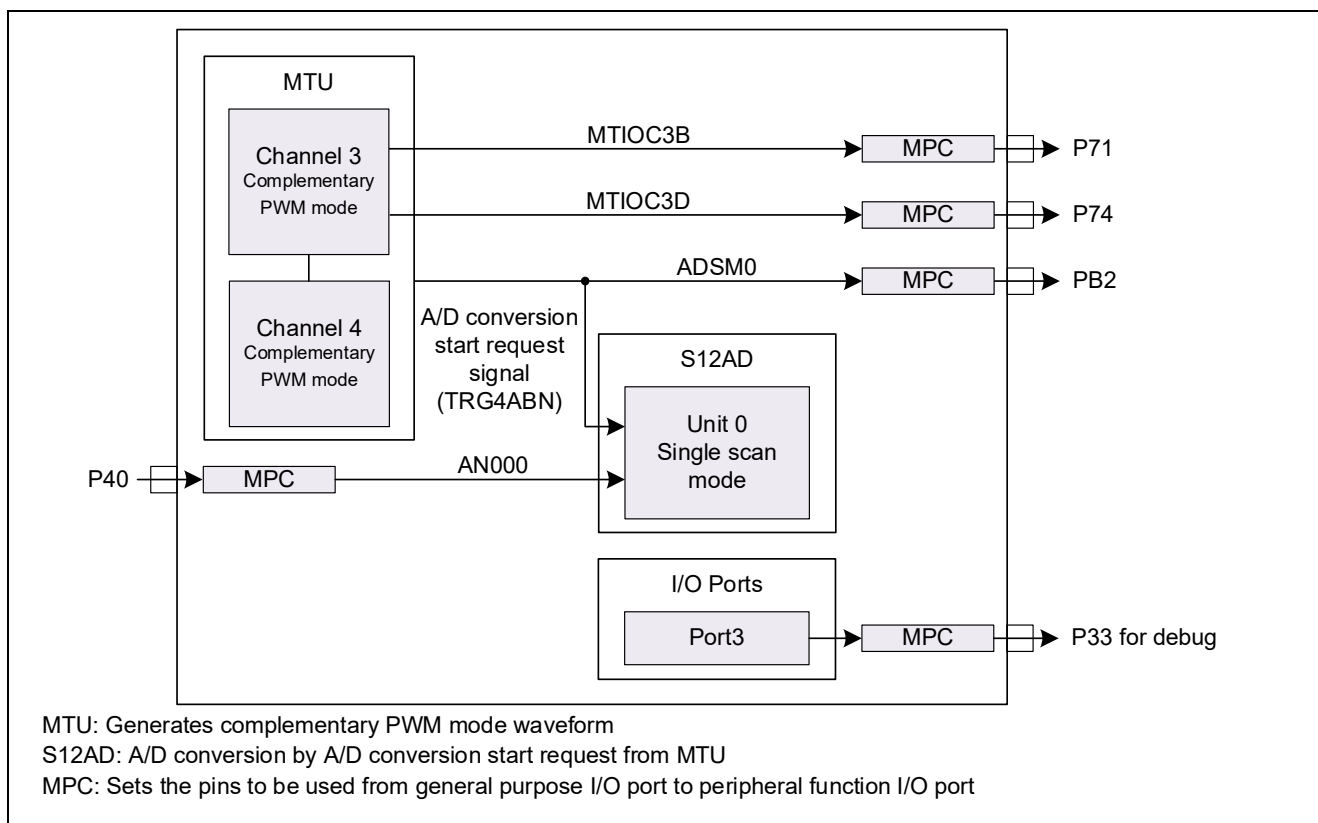 MTU
Channel 3
Complementary
PWM mode
MTIOC3B
MPC
P71
MTIOC3D
MPC
P74
ADSM0
MPC
PB2
Channel 4
Complementary
PWM mode
A/D conversion
start request
signal
(TRG4ABN)
S12AD
Unit 0
Single scan
mode
P40
MPC
AN000
I/O Ports
Port3
MPC
P33 for debug
MTU: Generates complementary PWM mode waveform
S12AD: A/D conversion by A/D conversion start request from MTU
MPC: Sets the pins to be used from general purpose I/O port to peripheral function I/O port